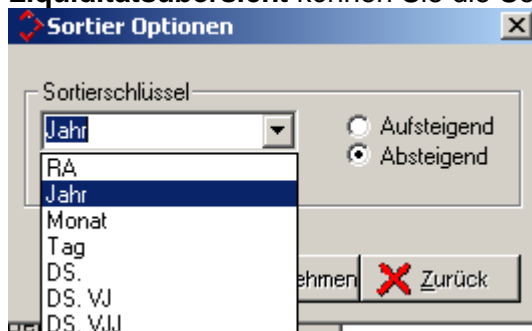 Liquiditätsübersicht können Sie die So
Sortier Optionen
Sortierschlüssel
Jahr
Aufsteigend
Absteigend
RA
Jahr
Monat
Tag
DS.
DS. VJ
DS. VJJ
ehmen
Zurück